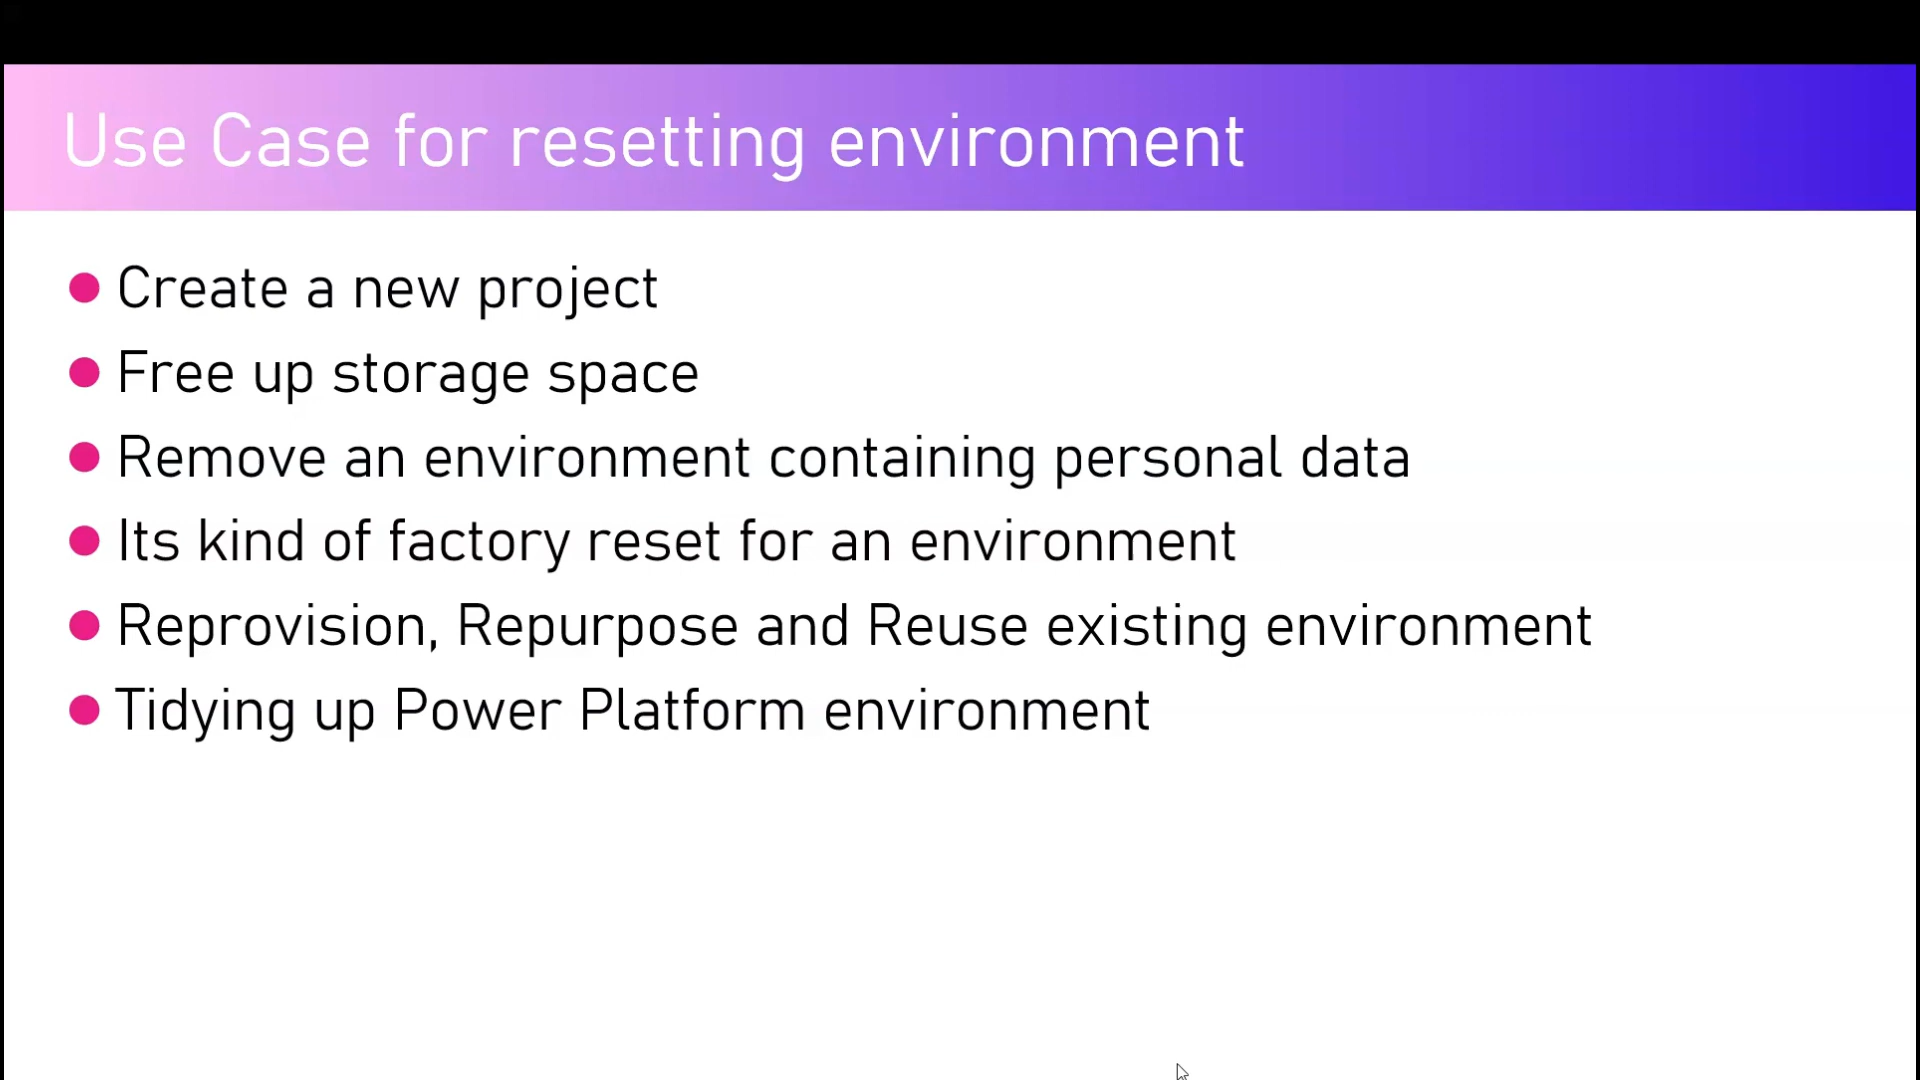 Use Case for resetting environment
Create a new project
Free up storage space
Remove an environment containing personal data
Its kind of factory reset for an environment
Reprovision, Repurpose and Reuse existing environment
Tidying up Power Platform environment